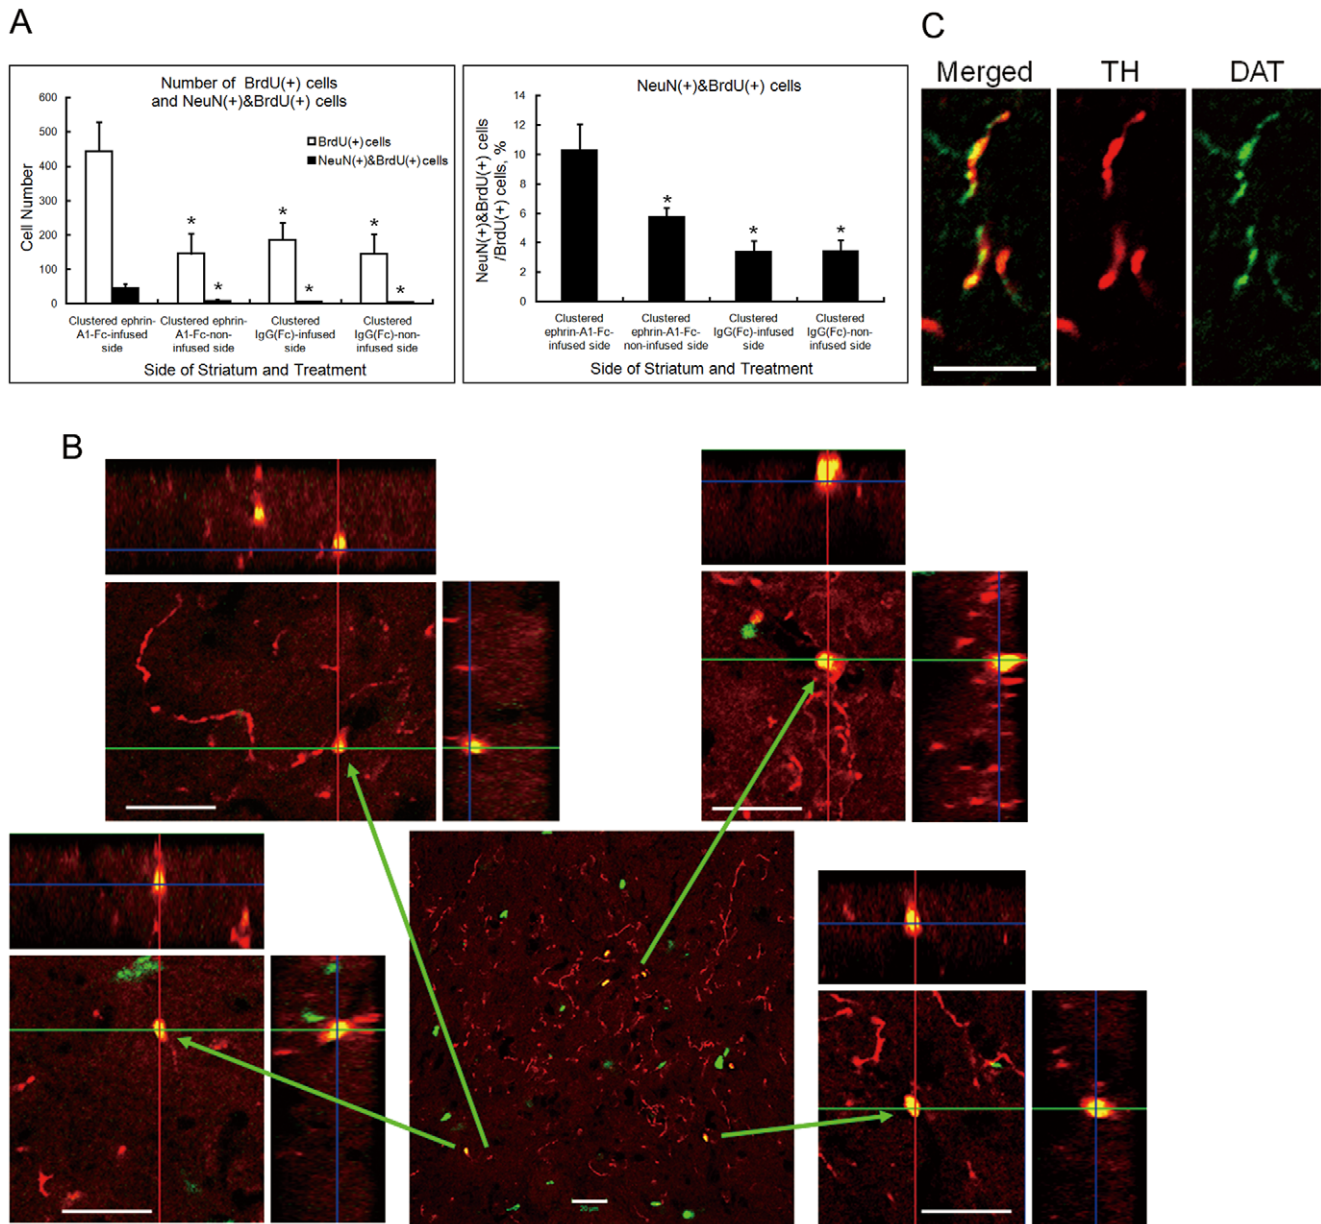 A
Number of BrdU(+) cells
and NeuN(+)&BrdU(+) cells
600
500
400
300
200
100
0
Cell Number
BrdU(+) cells
NeuN(+)&BrdU(+) cells
*
*
*
*
*
*
Clustered ephrin-
A1-Fc-infused
side
Clustered ephrin-
A1-Fc-non-
infused side
Clustered
IgG(Fc)-infused
side
Clustered
IgG(Fc)-non-
infused side
Side of Striatum and Treatment
NeuN(+)&BrdU(+) cells
14
12
10
8
6
4
2
0
NeuN(+)&BrdU(+) cells
/BrdU(+) cells, %
*
*
*
Clustered
ephrin-A1-Fc-
infused side
Clustered
ephrin-A1-Fc-
non-infused side
Clustered
IgG(Fc)-infused
side
Clustered
IgG(Fc)-non-
infused side
Side of Striatum and Treatment
C
Merged
TH
DAT
B
20 µm